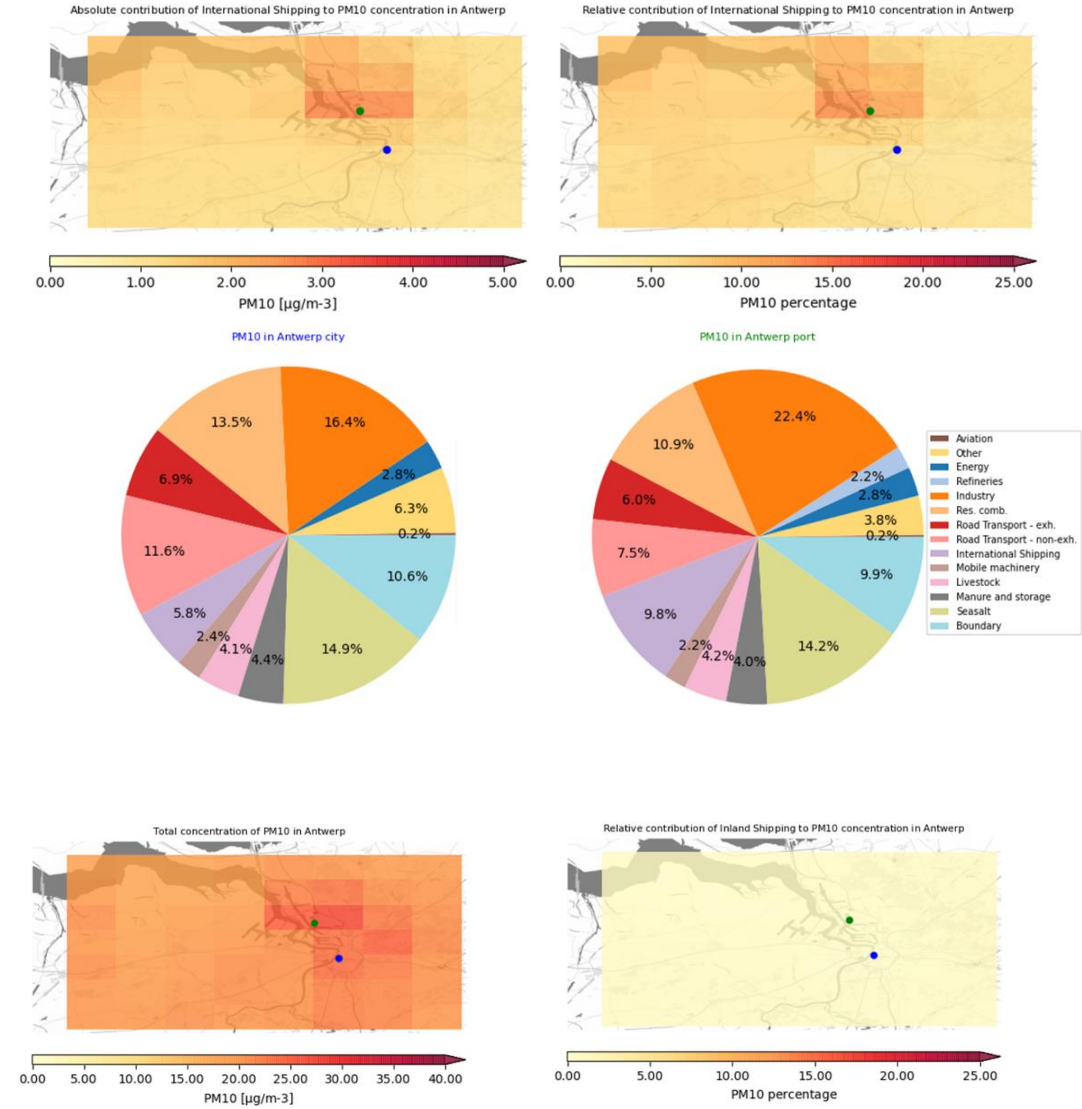 Absolute contribution of International Shipping to PM10 concentration in Antwerp
Relative contribution of International Shipping to PM10 concentration in Antwerp
0.00 1.00 2.00 3.00 4.00 5.00
PM10 [µg/m-3]
0.00 5.00 10.00 15.00 20.00 25.00
PM10 percentage
PM10 in Antwerp city
13.5%
16.4%
6.9%
2.8%
6.3%
0.2%
11.6%
10.6%
5.8%
2.4%
4.1%
4.4%
14.9%
PM10 in Antwerp port
22.4%
10.9%
2.2%
6.0%
2.8%
3.8%
0.2%
7.5%
9.9%
9.8%
2.2%
4.2%
4.0%
14.2%
Aviation
Other
Energy
Refineries
Industry
Res. comb.
Road Transport - exh.
Road Transport - non-exh.
International Shipping
Mobile machinery
Livestock
Manure and storage
Seasalt
Boundary
Total concentration of PM10 in Antwerp
0.00 5.00 10.00 15.00 20.00 25.00 30.00 35.00 40.00
PM10 [µg/m-3]
Relative contribution of Inland Shipping to PM10 concentration in Antwerp
0.00 5.00 10.00 15.00 20.00 25.00
PM10 percentage